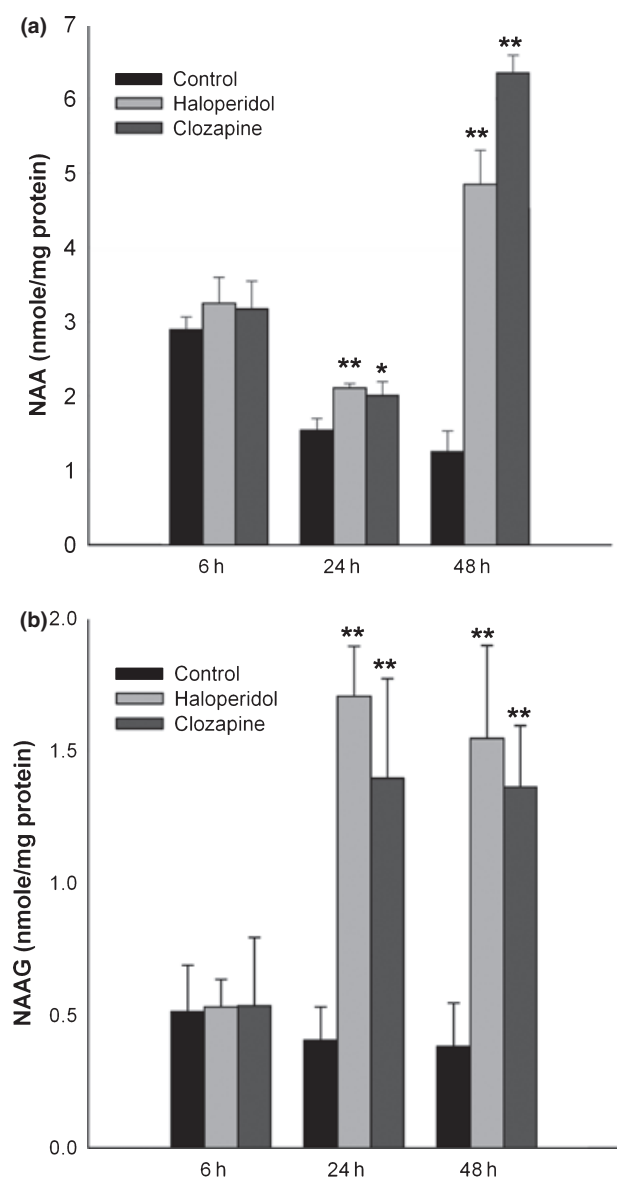 (a)
7
6
5
4
3
2
1
0
NAA (nmole/mg protein)
Control
Haloperidol
Clozapine
**
*
**
**
6 h
24 h
48 h
(b)
2.0
1.5
1.0
0.5
0.0
NAAG (nmole/mg protein)
Control
Haloperidol
Clozapine
**
**
**
**
6 h
24 h
48 h